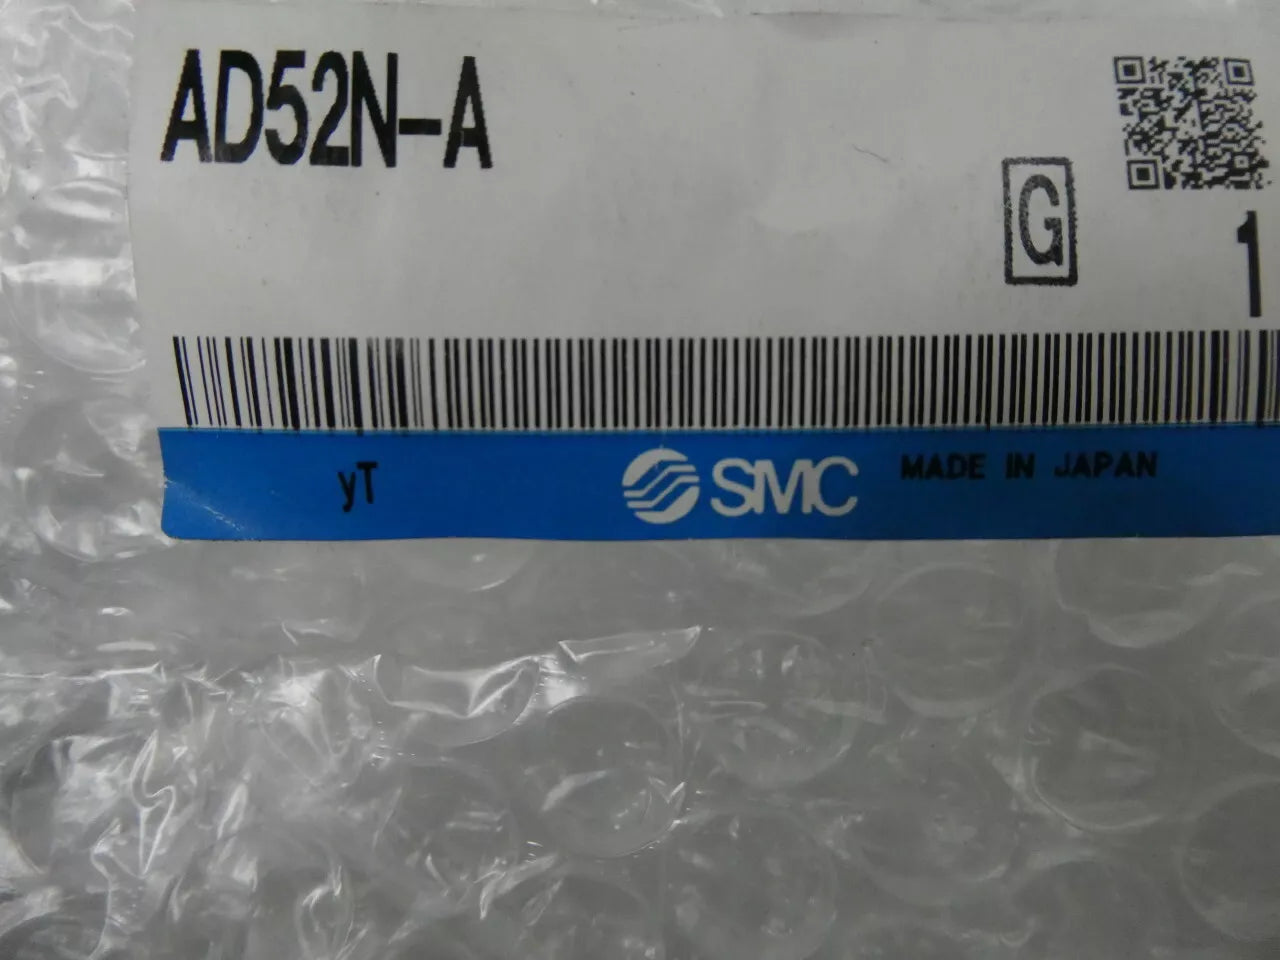 AD52N-A
G
1
yT SMC MADE IN JAPAN